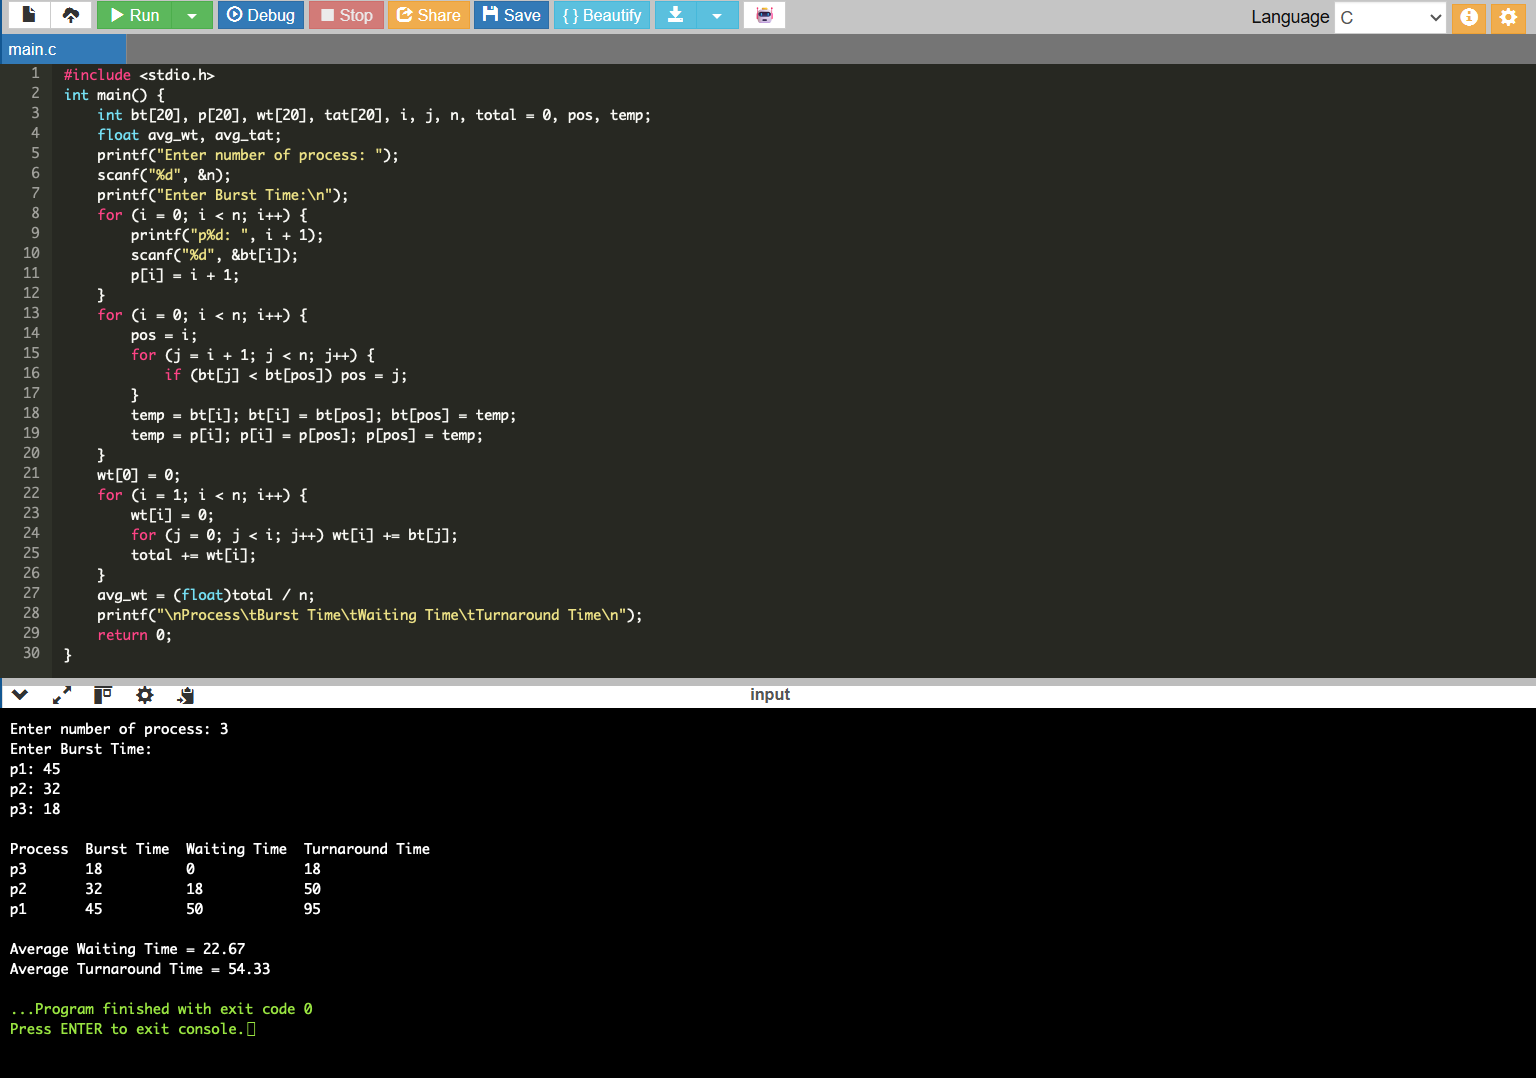 Run Debug Stop Share Save { } Beautify Language C
main.c
1 #include <stdio.h>
2 int main() {
3     int bt[20], p[20], wt[20], tat[20], i, j, n, total = 0, pos, temp;
4     float avg_wt, avg_tat;
5     printf("Enter number of process: ");
6     scanf("%d", &n);
7     printf("Enter Burst Time:\n");
8     for (i = 0; i < n; i++) {
9         printf("p%d: ", i + 1);
10         scanf("%d", &bt[i]);
11         p[i] = i + 1;
12     }
13     for (i = 0; i < n; i++) {
14         pos = i;
15         for (j = i + 1; j < n; j++) {
16             if (bt[j] < bt[pos]) pos = j;
17         }
18         temp = bt[i]; bt[i] = bt[pos]; bt[pos] = temp;
19         temp = p[i]; p[i] = p[pos]; p[pos] = temp;
20     }
21     wt[0] = 0;
22     for (i = 1; i < n; i++) {
23         wt[i] = 0;
24         for (j = 0; j < i; j++) wt[i] += bt[j];
25         total += wt[i];
26     }
27     avg_wt = (float)total / n;
28     printf("\nProcess\tBurst Time\tWaiting Time\tTurnaround Time\n");
29     return 0;
30 }
input
Enter number of process: 3
Enter Burst Time:
p1: 45
p2: 32
p3: 18
Process  Burst Time  Waiting Time  Turnaround Time
p3       18          0             18
p2       32          18            50
p1       45          50            95
Average Waiting Time = 22.67
Average Turnaround Time = 54.33
...Program finished with exit code 0
Press ENTER to exit console.